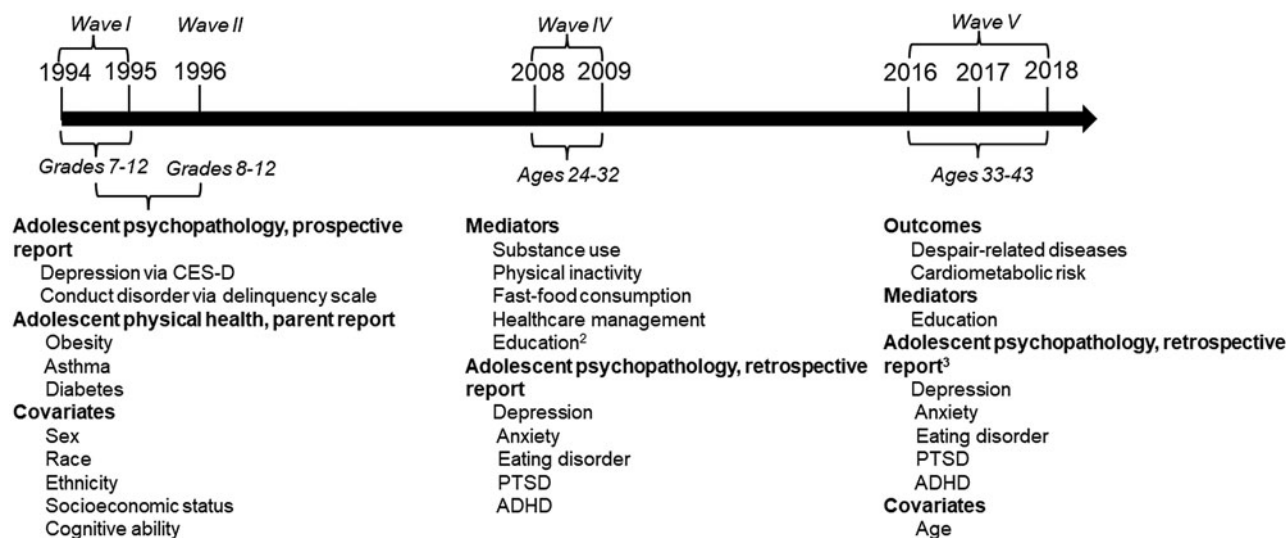 Wave I
Wave II
Wave IV
Wave V
1994
1995
1996
2008
2009
2016
2017
2018
Grades 7-12
Grades 8-12
Ages 24-32
Ages 33-43
Adolescent psychopathology, prospective
report
Depression via CES-D
Conduct disorder via delinquency scale
Adolescent physical health, parent report
Obesity
Asthma
Diabetes
Covariates
Sex
Race
Ethnicity
Socioeconomic status
Cognitive ability
Mediators
Substance use
Physical inactivity
Fast-food consumption
Healthcare management
Education²
Adolescent psychopathology, retrospective
report
Depression
Anxiety
Eating disorder
PTSD
ADHD
Outcomes
Despair-related diseases
Cardiometabolic risk
Mediators
Education
Adolescent psychopathology, retrospective
report³
Depression
Anxiety
Eating disorder
PTSD
ADHD
Covariates
Age